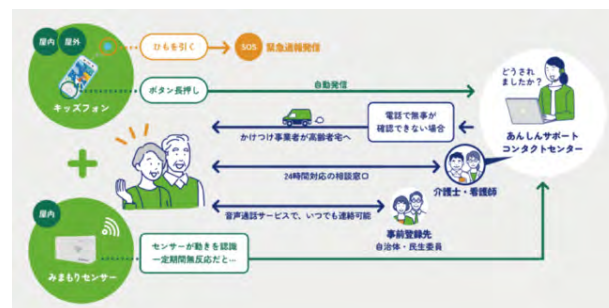 屋内
屋外
ひもを引く
SOS
緊急通報発信
キッズフォン
ボタン長押し
自動発信
どうされ
ましたか？
あんしんサポート
コンタクトセンター
電話で無事が
確認できない場合
かけつけ事業者が高齢者宅へ
24時間対応の相談窓口
介護士・看護師
音声通話サービスで、いつでも連絡可能
事前登録先
自治体・民生委員
屋内
みまもりセンサー
センサーが動きを認識
一定期間無反応だと…